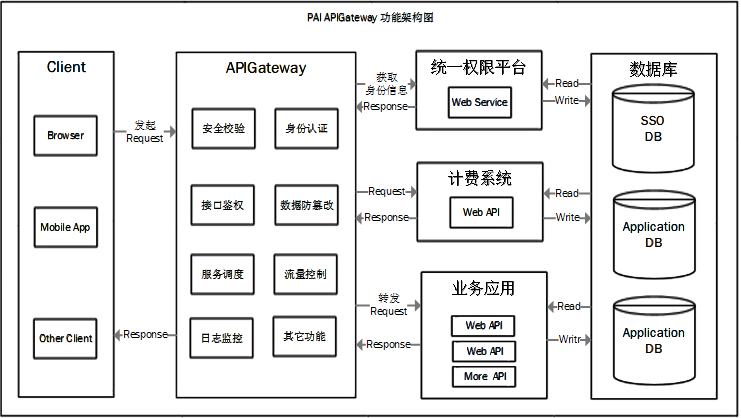 PAI APIGateway 功能架构图
Client
Browser
Mobile App
Other Client
发起
Request
Response
APIGateway
安全校验
身份认证
接口鉴权
数据防篡改
服务调度
流量控制
日志监控
其它功能
获取
身份信息
Response
Request
Response
转发
Request
Response
统一权限平台
Web Service
计费系统
Web API
业务应用
Web API
Web API
More API
Read
Write
Read
Write
Read
Writr
数据库
SSO
DB
Application
DB
Application
DB